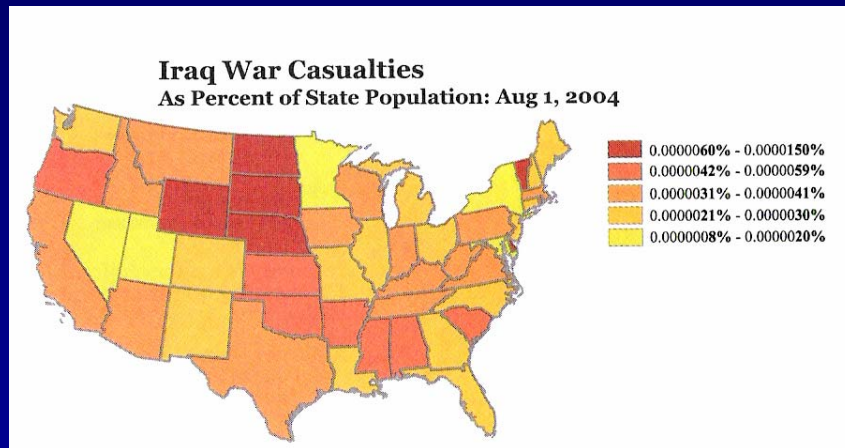 Iraq War Casualties
As Percent of State Population: Aug 1, 2004
0.0000060% - 0.0000150%
0.0000042% - 0.0000059%
0.0000031% - 0.0000041%
0.0000021% - 0.0000030%
0.0000008% - 0.0000020%